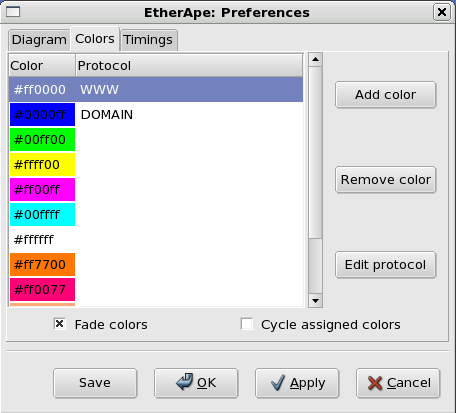 EtherApe: Preferences
Diagram Colors Timings
Color Protocol
#ff0000 WWW
#0000ff DOMAIN
#00ff00
#ffff00
#ff00ff
#00ffff
#ffffff
#ff7700
#ff0077
Add color
Remove color
Edit protocol
Fade colors Cycle assigned colors
Save OK Apply Cancel